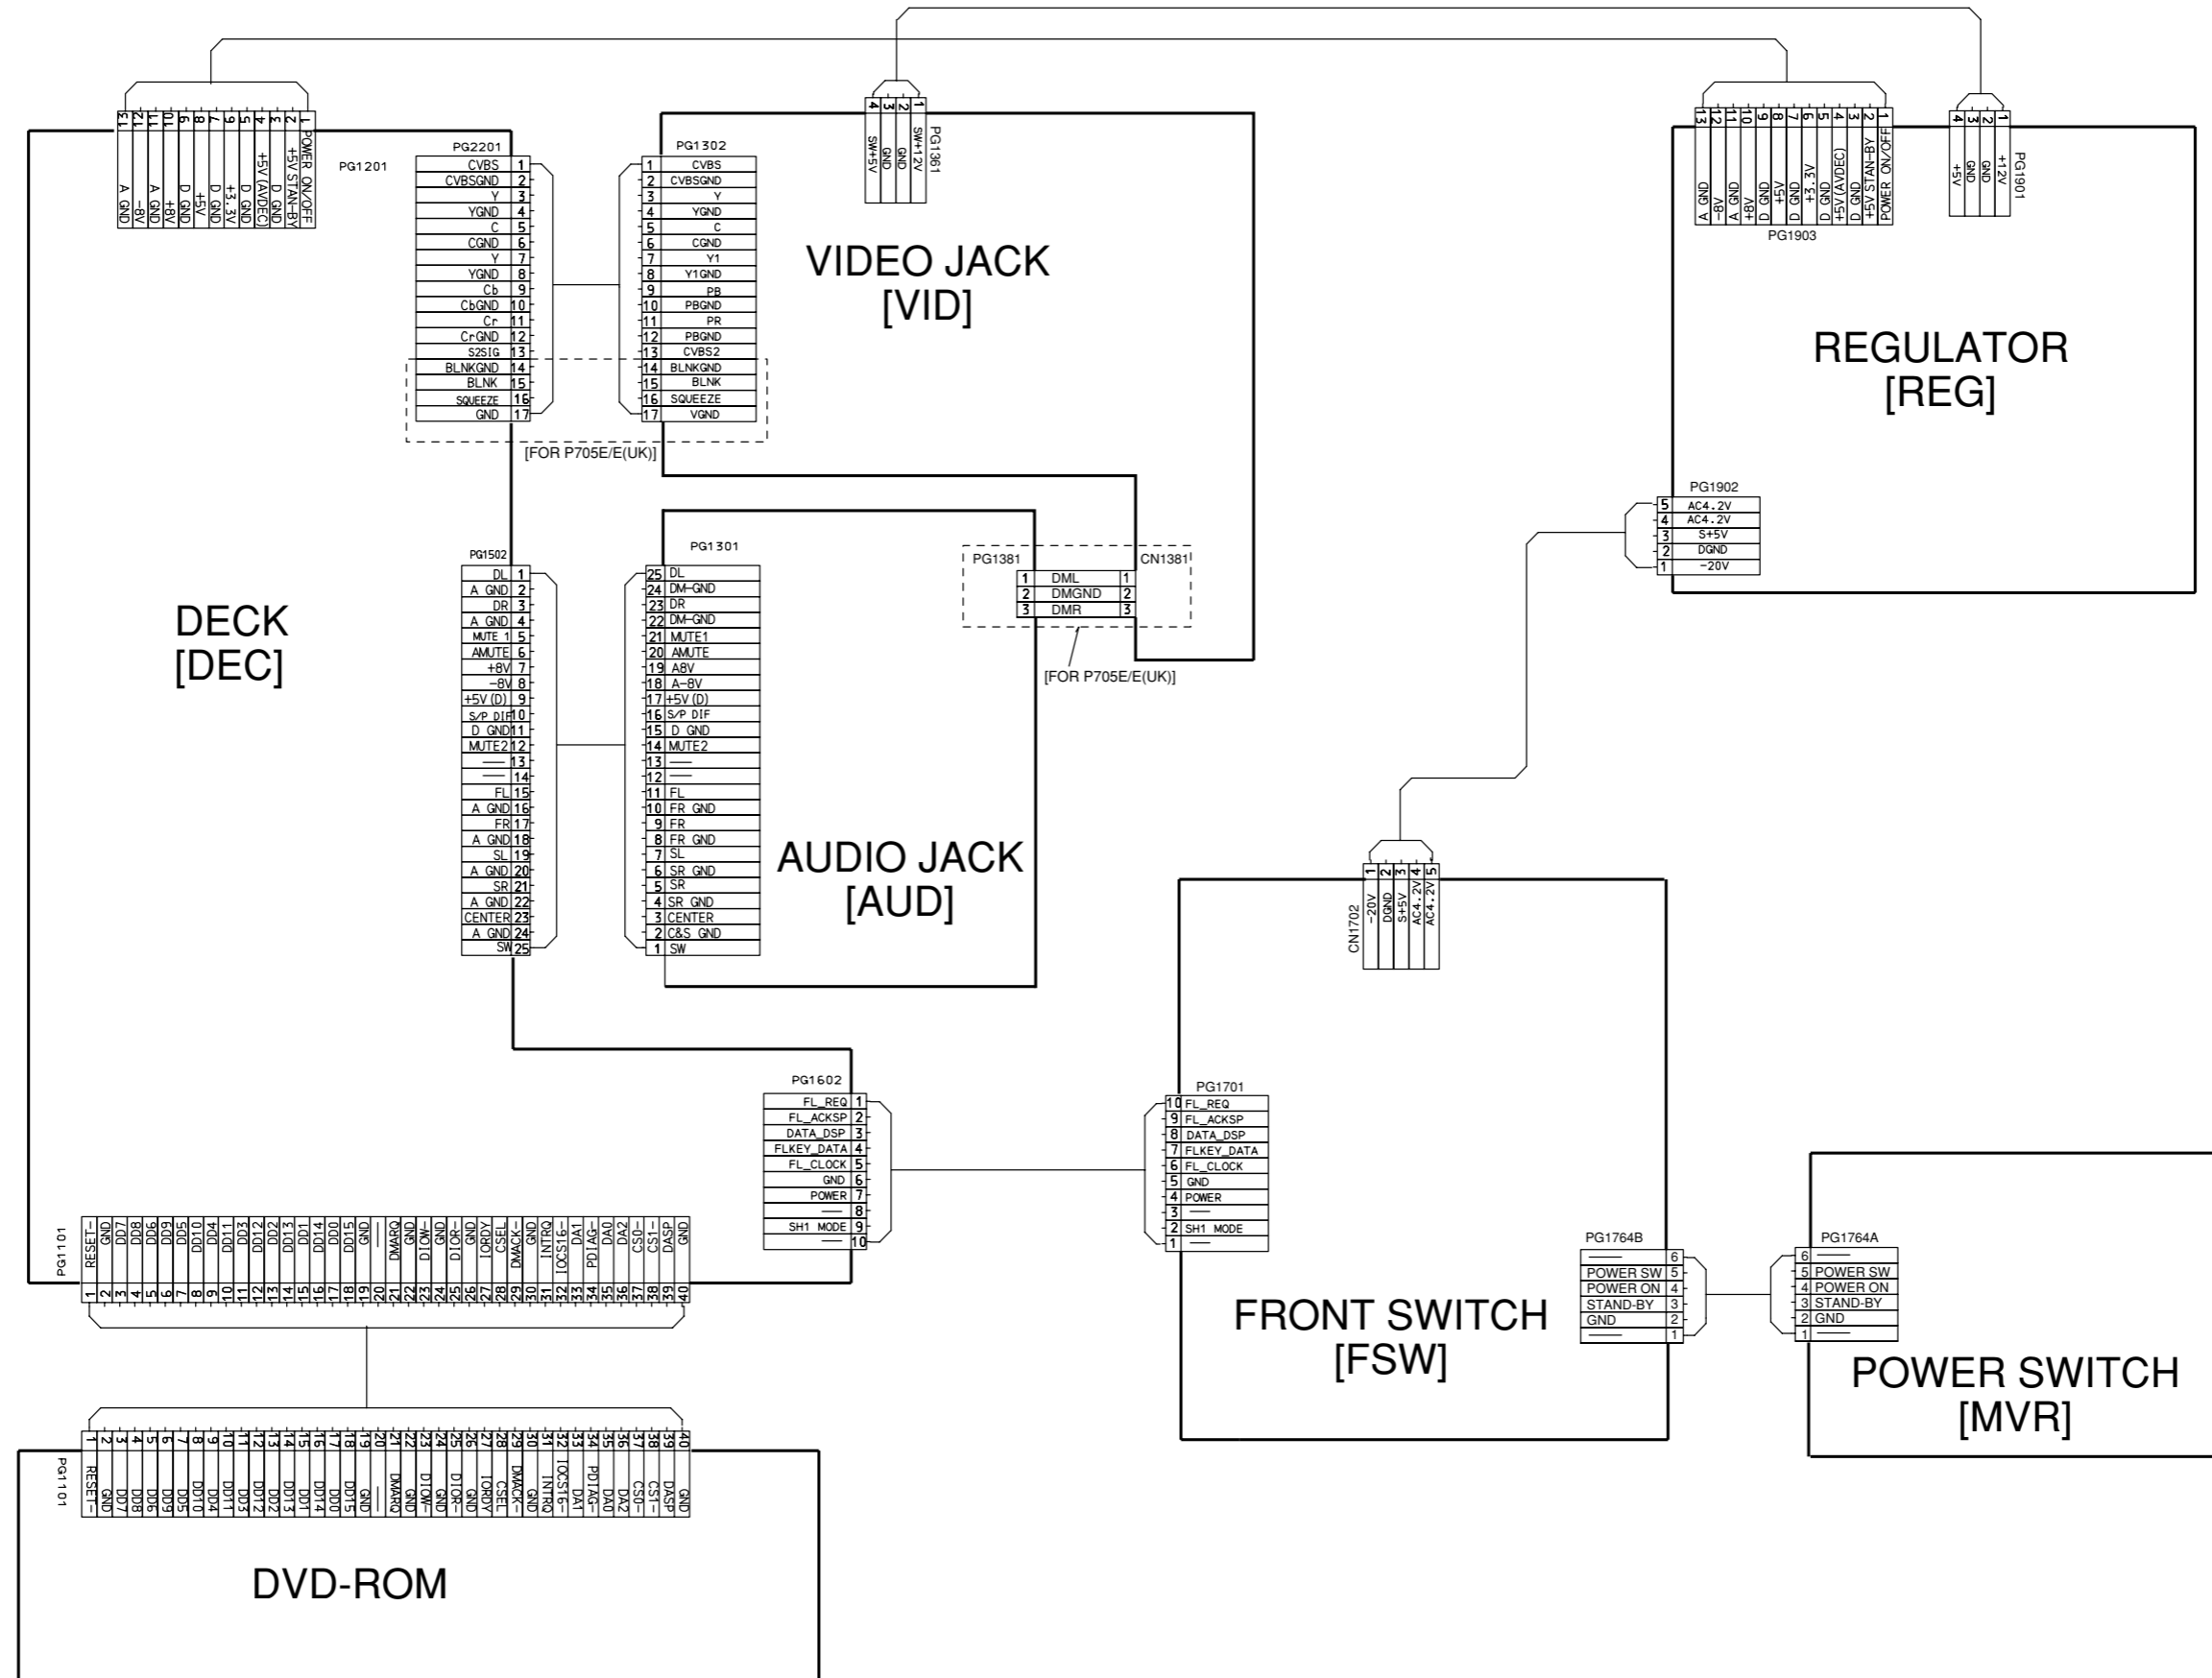 PG1201
1 POWER ON/OFF
2 +5V STAN-BY
3 D GND
4 +5V(AVDEC)
5 D GND
6 +3.3V
7 D GND
8 +5V
9 D GND
10 +8V
11 A GND
12 -8V
13 A GND
PG2201
CVBS 1
CVBSGND 2
Y 3
YGND 4
C 5
CGND 6
Y 7
YGND 8
Cb 9
CbGND 10
Cr 11
CrGND 12
S2SIG 13
BLNKGND 14
BLNK 15
SQUEEZE 16
GND 17
PG1302
1 CVBS
2 CVBSGND
3 Y
4 YGND
5 C
6 CGND
7 Y1
8 Y1GND
9 PB
10 PBGND
11 PR
12 PBGND
13 CVBS2
14 BLNKGND
15 BLNK
16 SQUEEZE
17 VGND
[FOR P705E/E(UK)]
PG1361
1 SW+12V
2 GND
3 GND
4 SW+5V
VIDEO JACK
[VID]
PG1903
1 POWER ON/OFF
2 +5V STAN-BY
3 D GND
4 +5V(AVDEC)
5 D GND
6 +3.3V
7 D GND
8 +5V
9 D GND
10 +8V
11 A GND
12 -8V
13 A GND
PG1901
1 +12V
2 GND
3 GND
4 +5V
REGULATOR
[REG]
PG1902
5 AC4.2V
4 AC4.2V
3 S+5V
2 DGND
1 -20V
DECK
[DEC]
PG1502
DL 1
A GND 2
DR 3
A GND 4
MUTE 1 5
AMUTE 6
+8V 7
-8V 8
+5V(D) 9
S/P DIF 10
D GND 11
MUTE2 12
— 13
— 14
FL 15
A GND 16
FR 17
A GND 18
SL 19
A GND 20
SR 21
A GND 22
CENTER 23
A GND 24
SW 25
PG1301
25 DL
24 DM-GND
23 DR
22 DM-GND
21 MUTE1
20 AMUTE
19 A8V
18 A-8V
17 +5V(D)
16 S/P DIF
15 D GND
14 MUTE2
13 —
12 —
11 FL
10 FR GND
9 FR
8 FR GND
7 SL
6 SR GND
5 SR
4 SR GND
3 CENTER
2 C&S GND
1 SW
PG1381 CN1381
1 DML 1
2 DMGND 2
3 DMR 3
[FOR P705E/E(UK)]
AUDIO JACK
[AUD]
CN1702
1 -20V
2 DGND
3 S+5V
4 AC4.2V
5 AC4.2V
PG1602
FL_REQ 1
FL_ACKSP 2
DATA_DSP 3
FLKEY_DATA 4
FL_CLOCK 5
GND 6
POWER 7
— 8
SH1 MODE 9
— 10
PG1701
10 FL_REQ
9 FL_ACKSP
8 DATA_DSP
7 FLKEY_DATA
6 FL_CLOCK
5 GND
4 POWER
3 —
2 SH1 MODE
1 —
FRONT SWITCH
[FSW]
PG1764B
— 6
POWER SW 5
POWER ON 4
STAND-BY 3
GND 2
— 1
PG1764A
6 —
5 POWER SW
4 POWER ON
3 STAND-BY
2 GND
1 —
POWER SWITCH
[MVR]
PG1101
1 RESET-
2 GND
3 DD7
4 DD8
5 DD6
6 DD9
7 DD5
8 DD10
9 DD4
10 DD11
11 DD3
12 DD12
13 DD2
14 DD13
15 DD1
16 DD14
17 DD0
18 DD15
19 GND
20 —
21 DMARQ
22 GND
23 DIOW-
24 GND
25 DIOR-
26 GND
27 IORDY
28 CSEL
29 DMACK-
30 GND
31 INTRQ
32 IOCS16-
33 DA1
34 PDIAG-
35 DA0
36 DA2
37 CS0-
38 CS1-
39 DASP
40 GND
PG1101
1 RESET-
2 GND
3 DD7
4 DD8
5 DD6
6 DD9
7 DD5
8 DD10
9 DD4
10 DD11
11 DD3
12 DD12
13 DD2
14 DD13
15 DD1
16 DD14
17 DD0
18 DD15
19 GND
20 —
21 DMARQ
22 GND
23 DIOW-
24 GND
25 DIOR-
26 GND
27 IORDY
28 CSEL
29 DMACK-
30 GND
31 INTRQ
32 IOCS16-
33 DA1
34 PDIAG-
35 DA0
36 DA2
37 CS0-
38 CS1-
39 DASP
40 GND
DVD-ROM